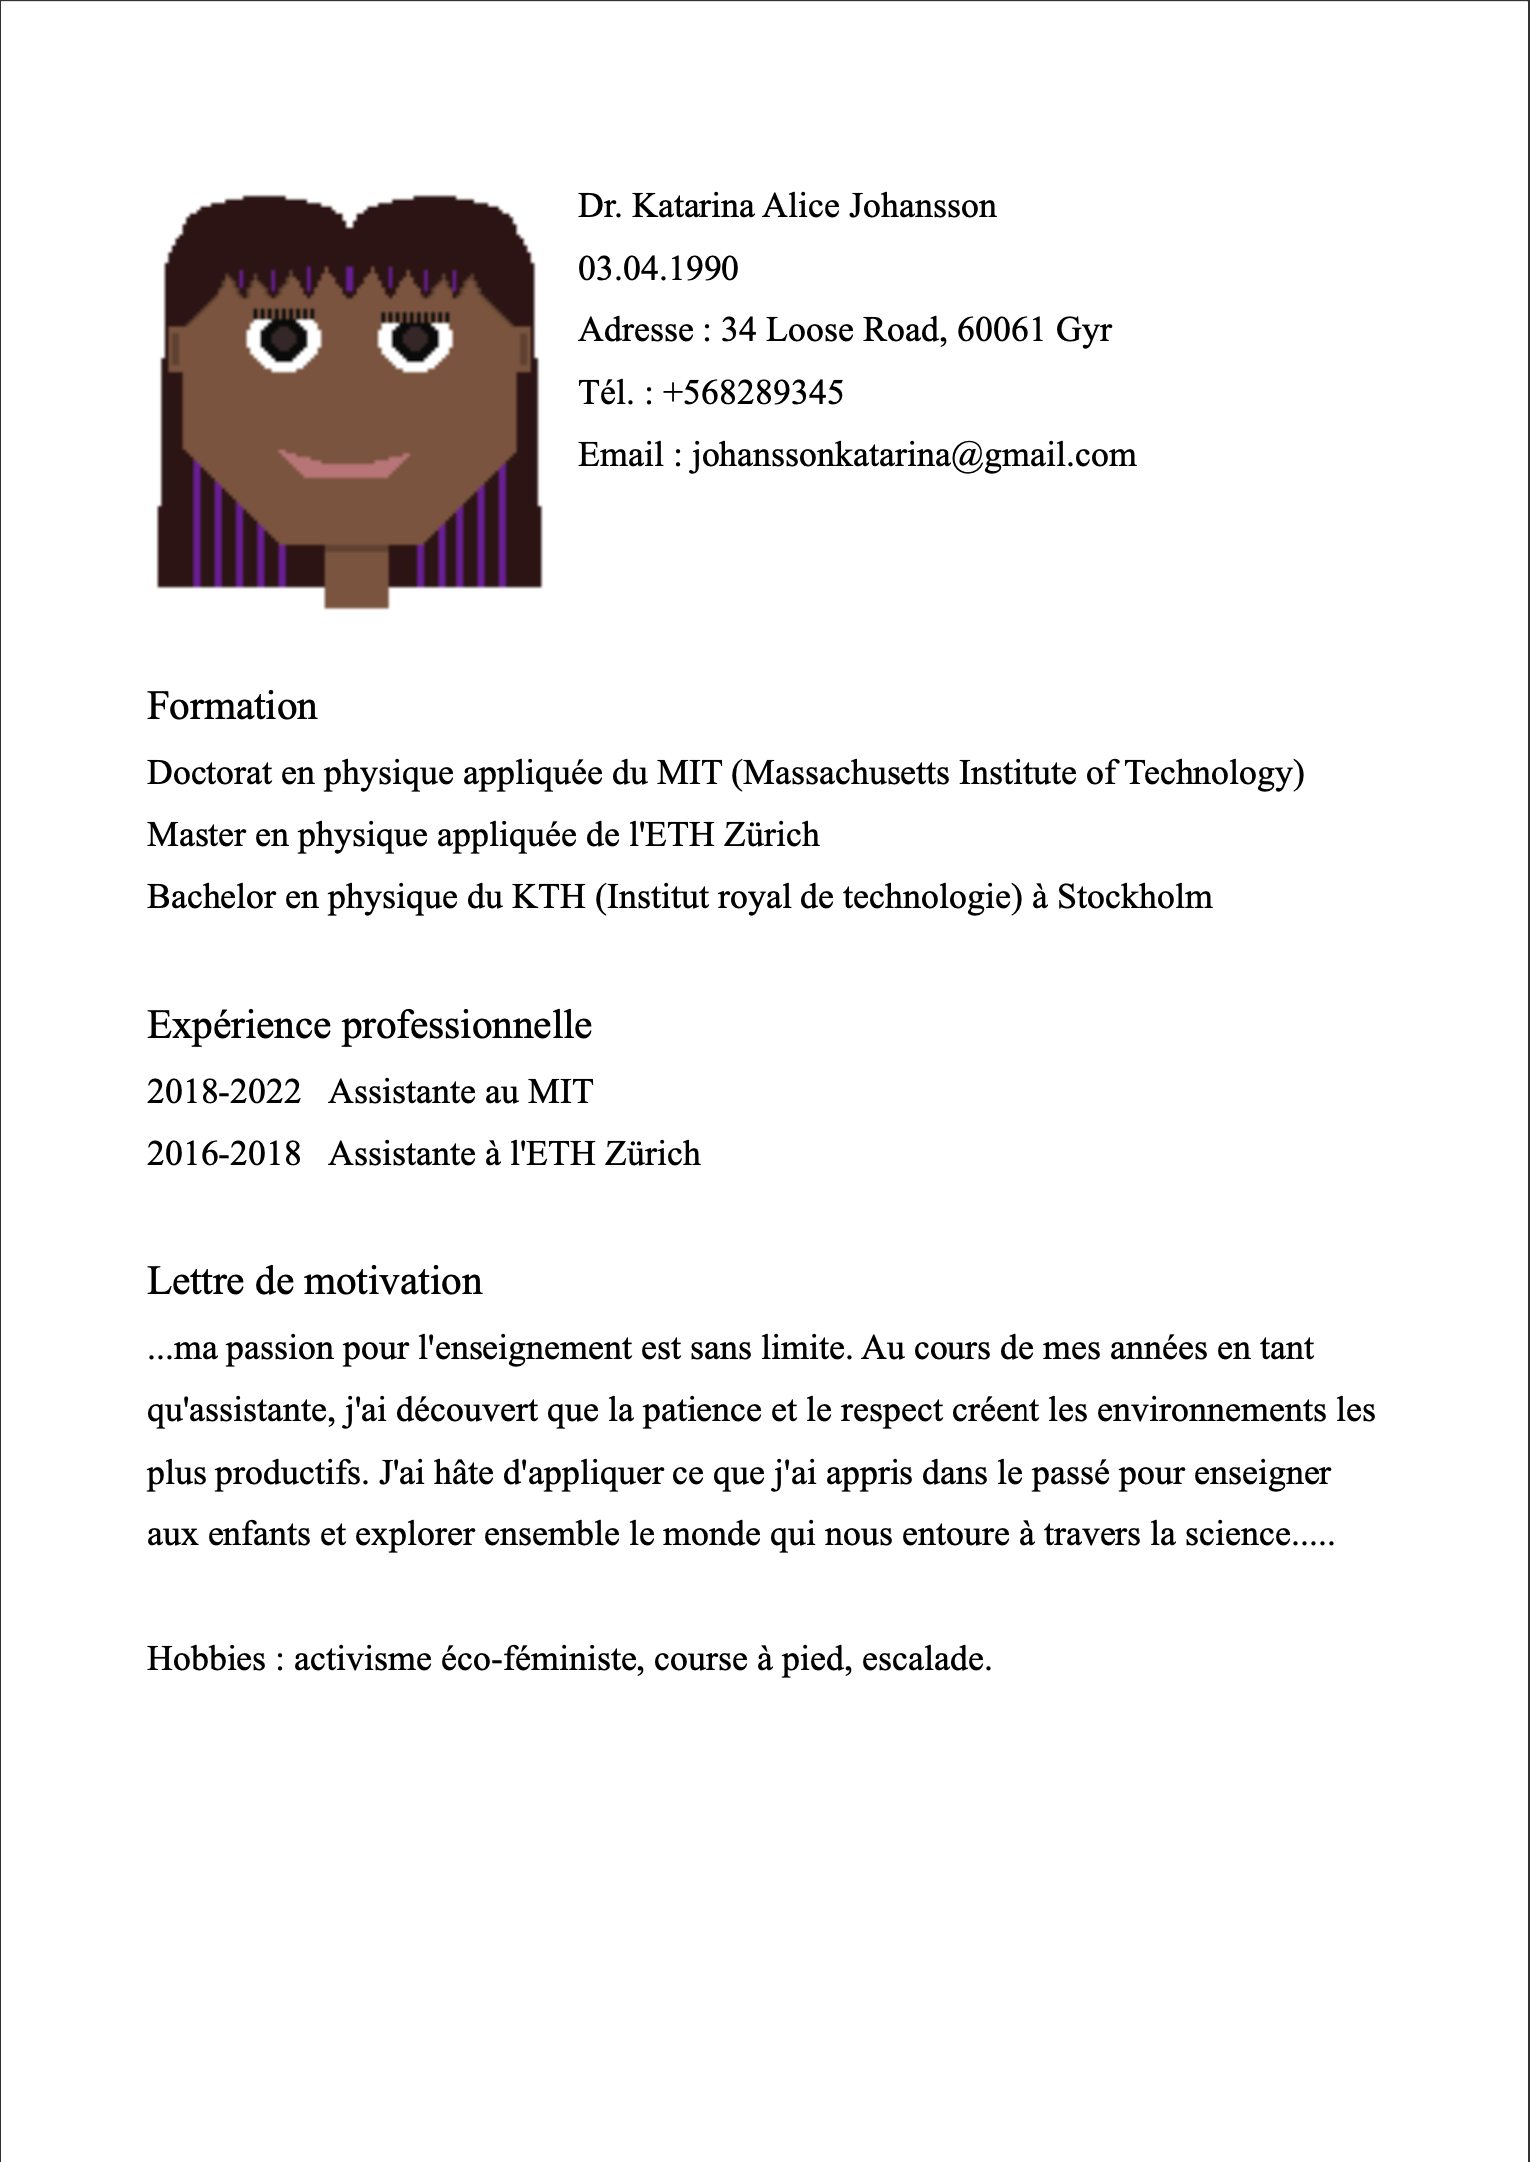 Dr. Katarina Alice Johansson
03.04.1990
Adresse : 34 Loose Road, 60061 Gyr
Tél. : +568289345
Email : johanssonkatarina@gmail.com
Formation
Doctorat en physique appliquée du MIT (Massachusetts Institute of Technology)
Master en physique appliquée de l'ETH Zürich
Bachelor en physique du KTH (Institut royal de technologie) à Stockholm
Expérience professionnelle
2018-2022 Assistante au MIT
2016-2018 Assistante à l'ETH Zürich
Lettre de motivation
...ma passion pour l'enseignement est sans limite. Au cours de mes années en tant
qu'assistante, j'ai découvert que la patience et le respect créent les environnements les
plus productifs. J'ai hâte d'appliquer ce que j'ai appris dans le passé pour enseigner
aux enfants et explorer ensemble le monde qui nous entoure à travers la science.....
Hobbies : activisme éco-féministe, course à pied, escalade.